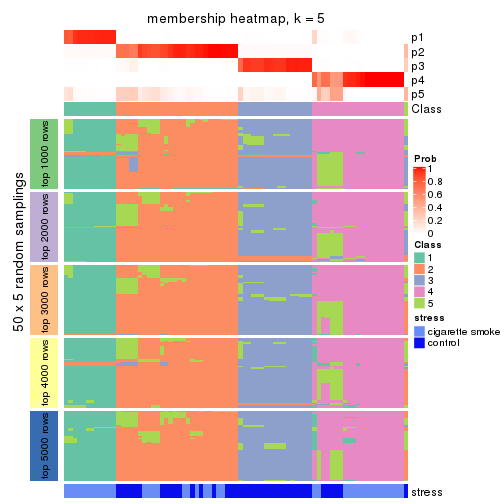 membership heatmap, k = 5
p1
p2
p3
p4
p5
Class
50 x 5 random samplings
top 1000 rows
top 2000 rows
top 3000 rows
top 4000 rows
top 5000 rows
stress
Prob
1
0.8
0.6
0.4
0.2
0
Class
1
2
3
4
5
stress
cigarette smoke
control